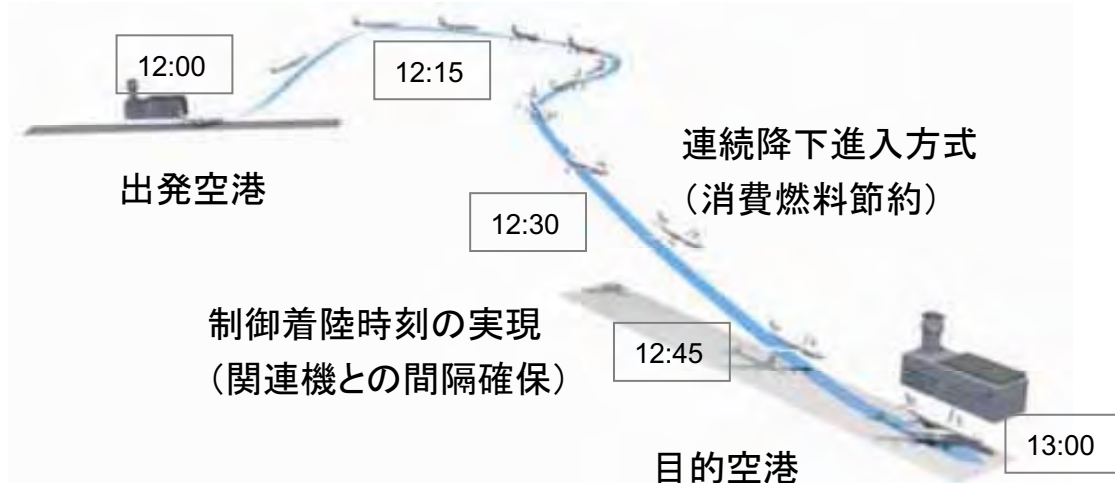 12:00
12:15
出発空港
連続降下進入方式
（消費燃料節約）
12:30
制御着陸時刻の実現
（関連機との間隔確保）
12:45
13:00
目的空港